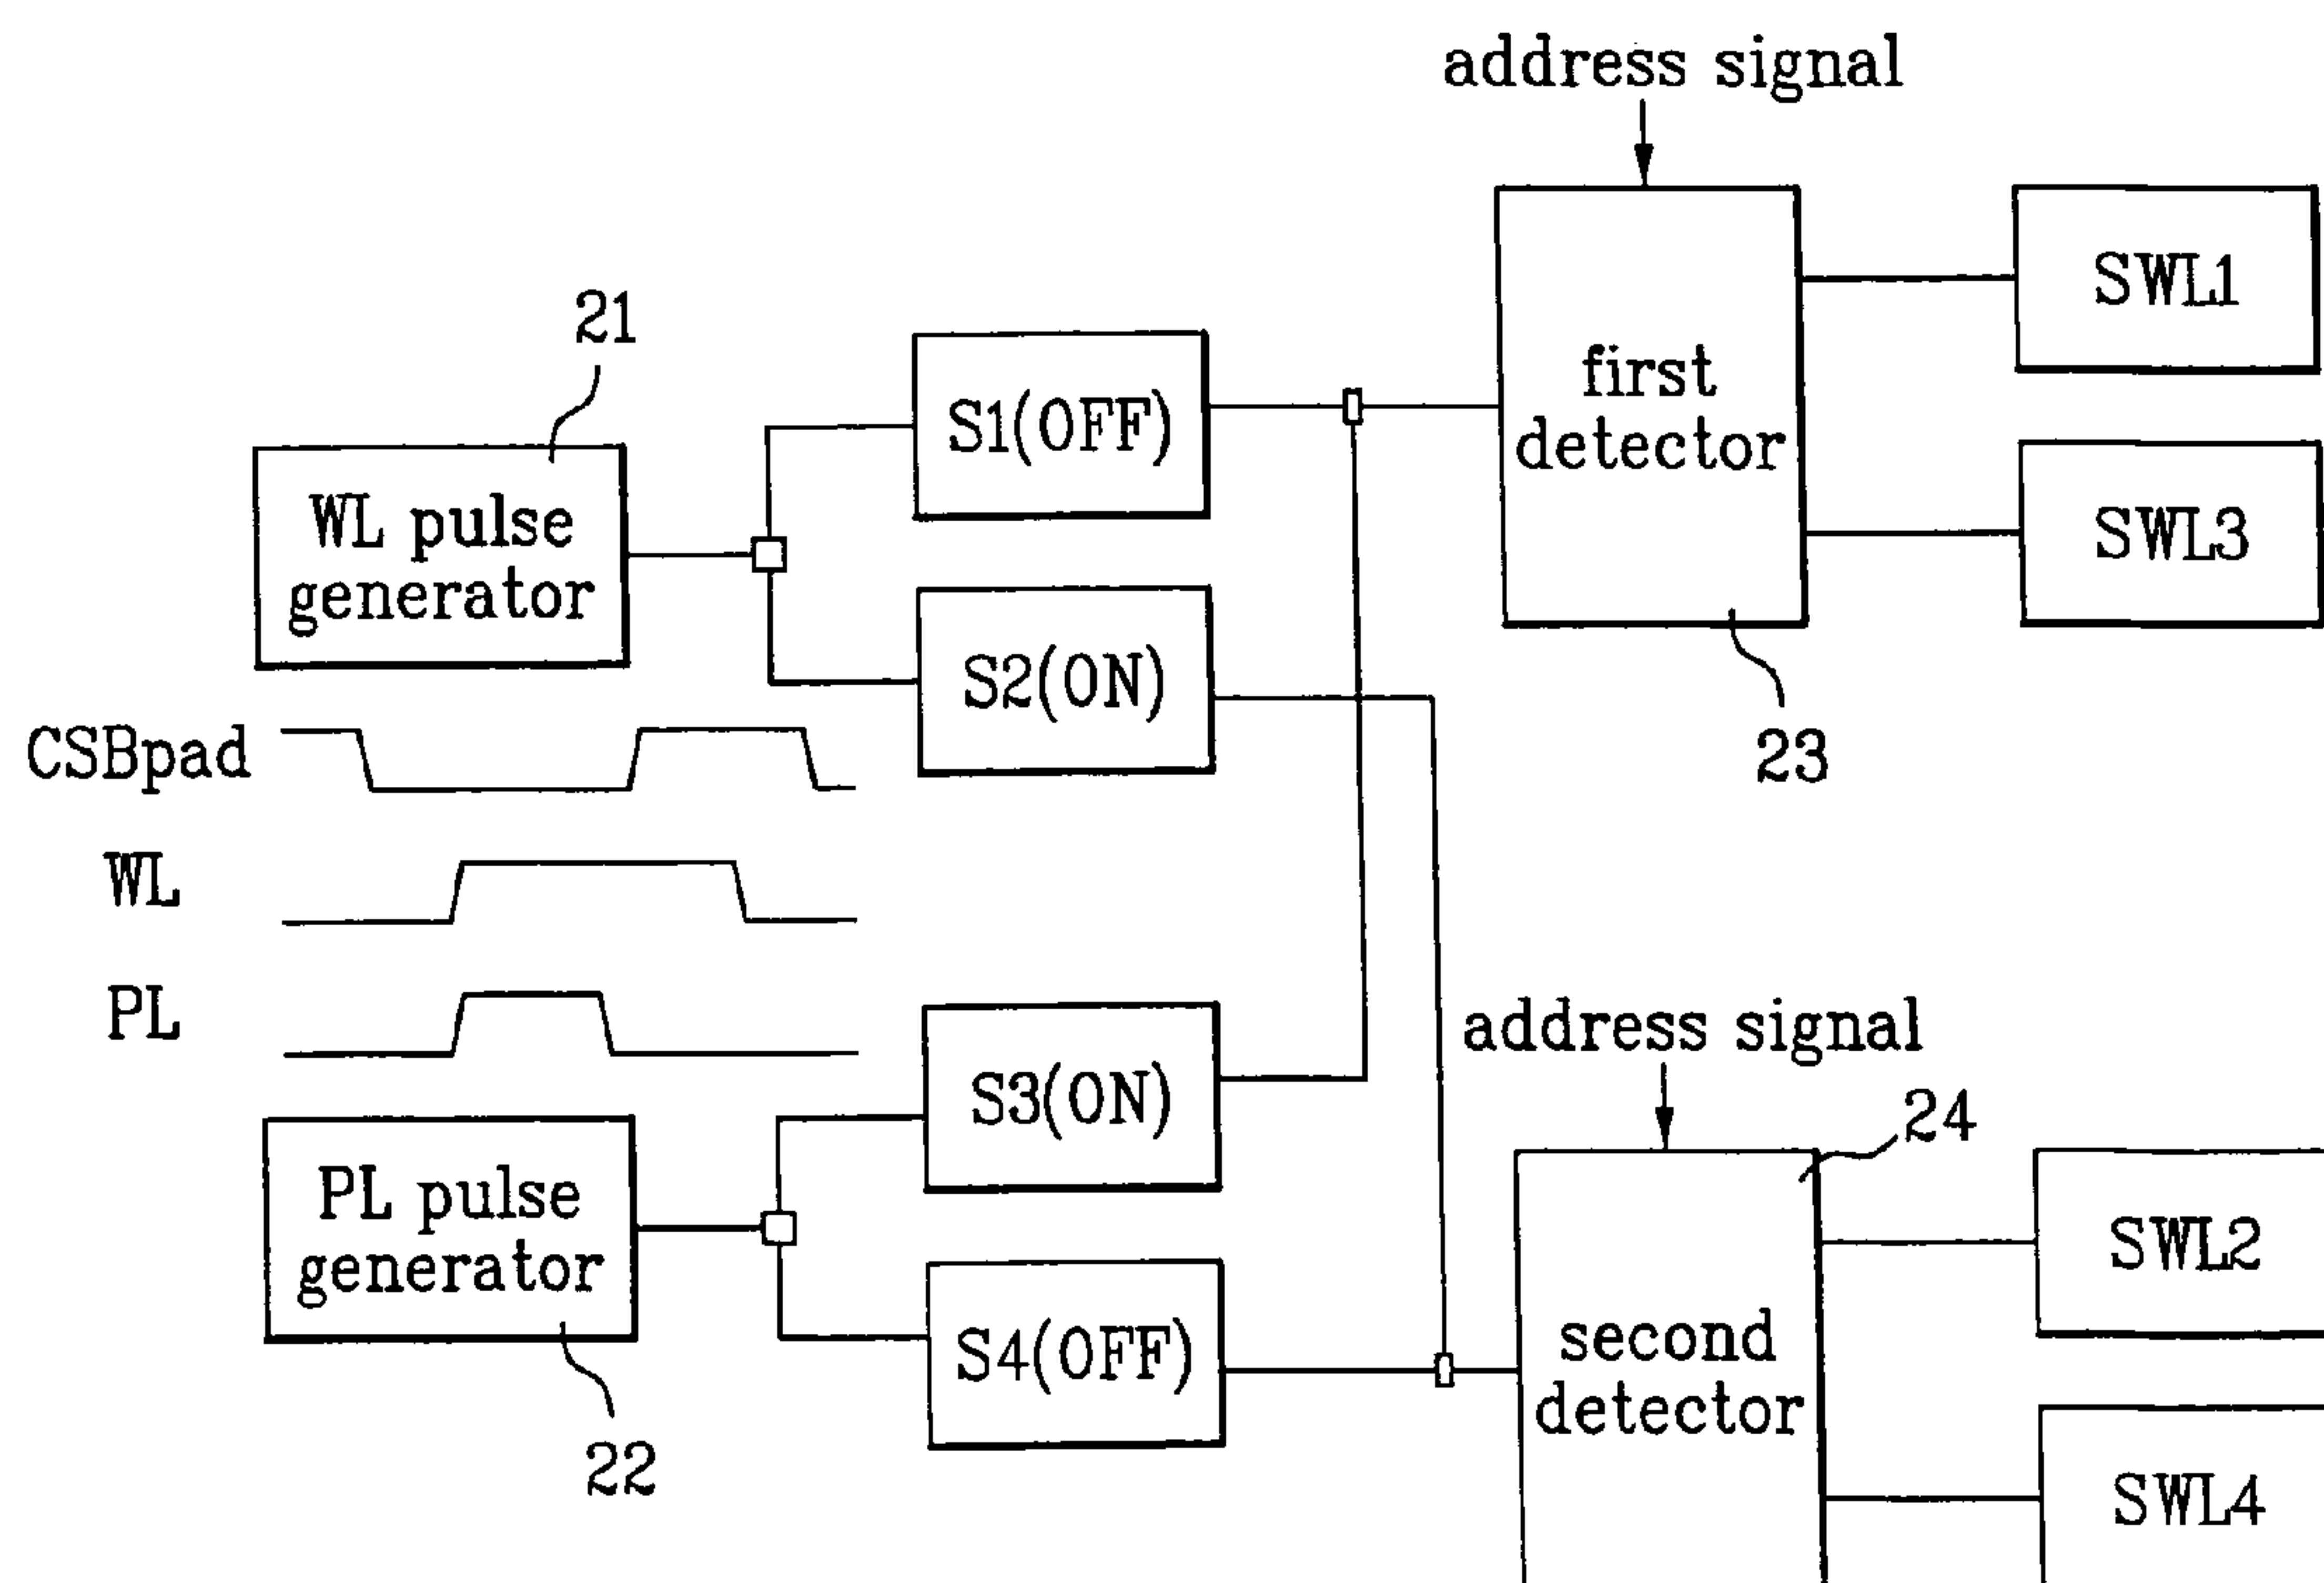 address signal
21
WL pulse
generator
S1(OFF)
first
detector
SWL1
SWL3
S2(ON)
23
CSBpad
WL
PL
S3(ON)
address signal
24
PL pulse
generator
22
S4(OFF)
second
detector
SWL2
SWL4